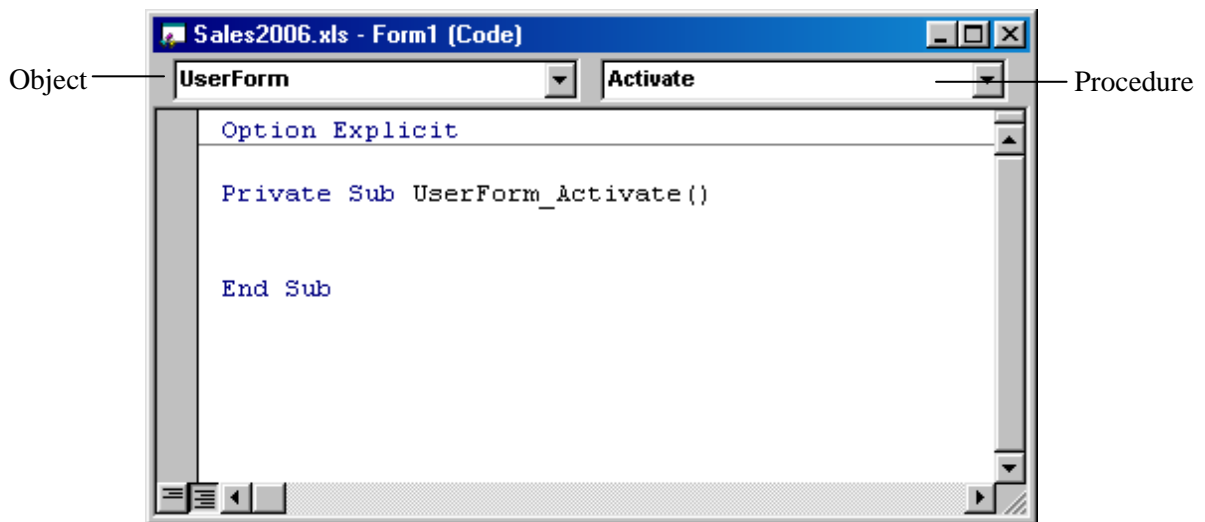 Sales2006.xls - Form1 (Code)
Object
UserForm
Activate
Procedure
Option Explicit
Private Sub UserForm_Activate()
End Sub